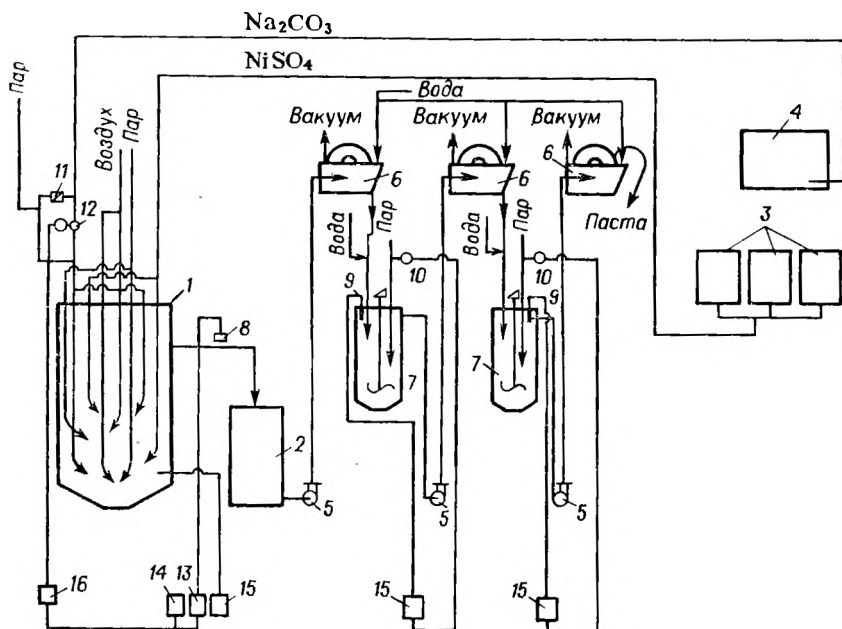 Na₂CO₃
NiSO₄
Пар
Воздух
Пар
Вода
Вакуум
Вакуум
Вакуум
4
11
12
6
6
6
Паста
3
Вода
Пар
Вода
Пар
10
10
1
9
9
8
7
7
2
5
5
5
16
14
13
15
15
15